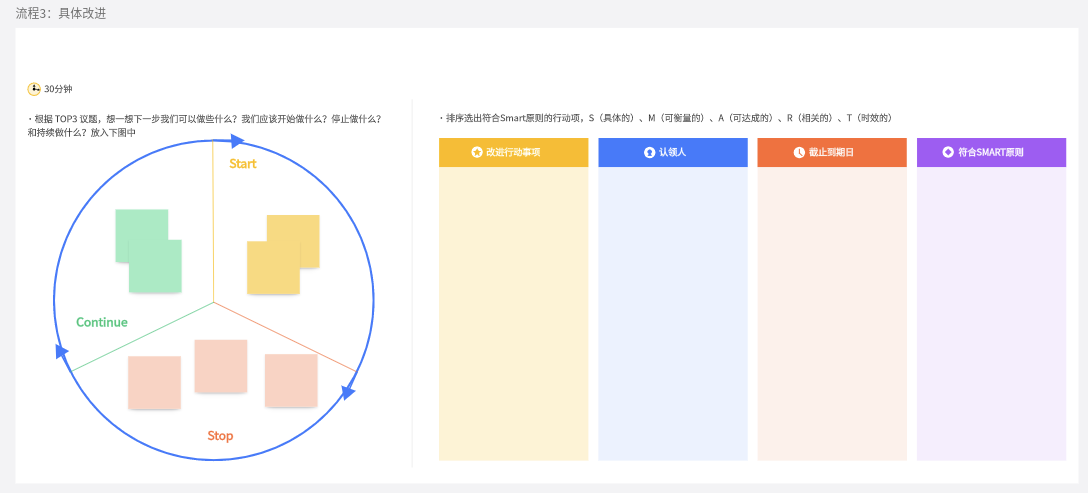 流程3：具体改进
30分钟
· 根据 TOP3 议题，想一想下一步我们可以做些什么？我们应该开始做什么？停止做什么？
和持续做什么？放入下图中
Start
Continue
Stop
· 排序选出符合Smart原则的行动项，S（具体的）、M（可衡量的）、A（可达成的）、R（相关的）、T（时效的）
改进行动事项
认领人
截止到期日
符合SMART原则